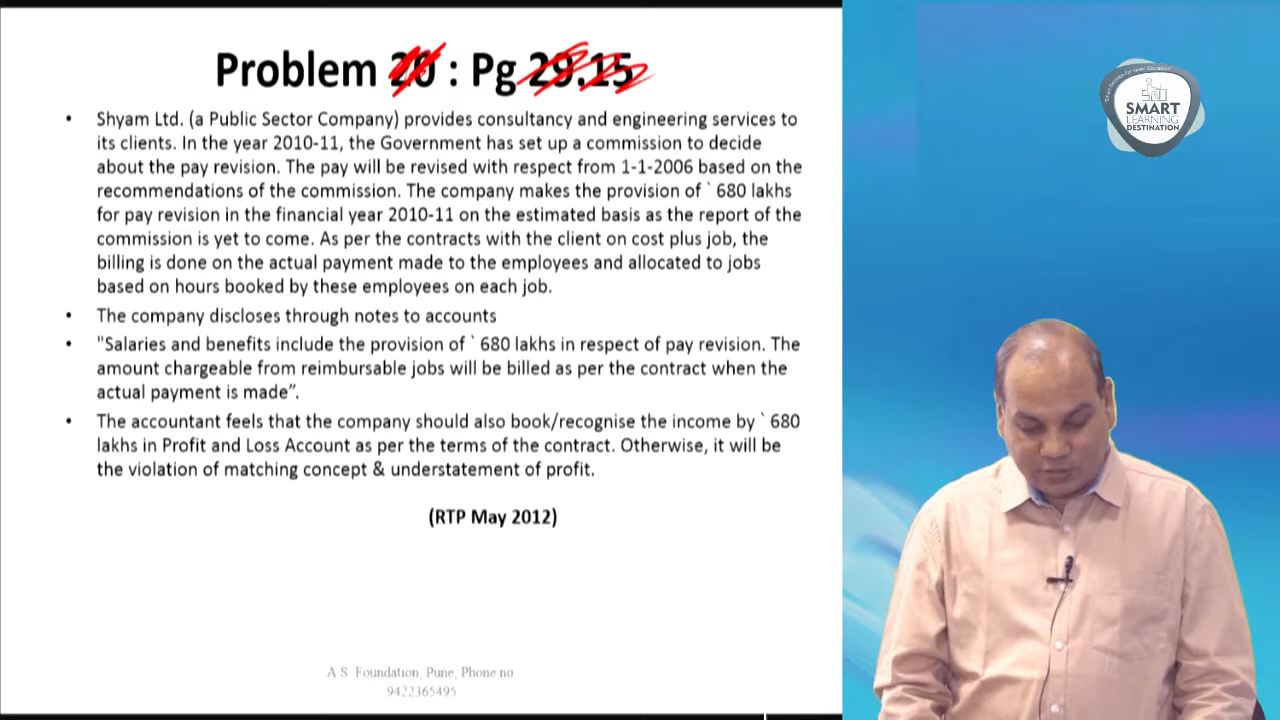 Problem 20 : Pg 29.15
• Shyam Ltd. (a Public Sector Company) provides consultancy and engineering services to
its clients. In the year 2010-11, the Government has set up a commission to decide
about the pay revision. The pay will be revised with respect from 1-1-2006 based on the
recommendations of the commission. The company makes the provision of ` 680 lakhs
for pay revision in the financial year 2010-11 on the estimated basis as the report of the
commission is yet to come. As per the contracts with the client on cost plus job, the
billing is done on the actual payment made to the employees and allocated to jobs
based on hours booked by these employees on each job.
• The company discloses through notes to accounts
• "Salaries and benefits include the provision of ` 680 lakhs in respect of pay revision. The
amount chargeable from reimbursable jobs will be billed as per the contract when the
actual payment is made”.
• The accountant feels that the company should also book/recognise the income by ` 680
lakhs in Profit and Loss Account as per the terms of the contract. Otherwise, it will be
the violation of matching concept & understatement of profit.
(RTP May 2012)
A S Foundation, Pune, Phone no
9422365495
SMART
LEARNING
DESTINATION